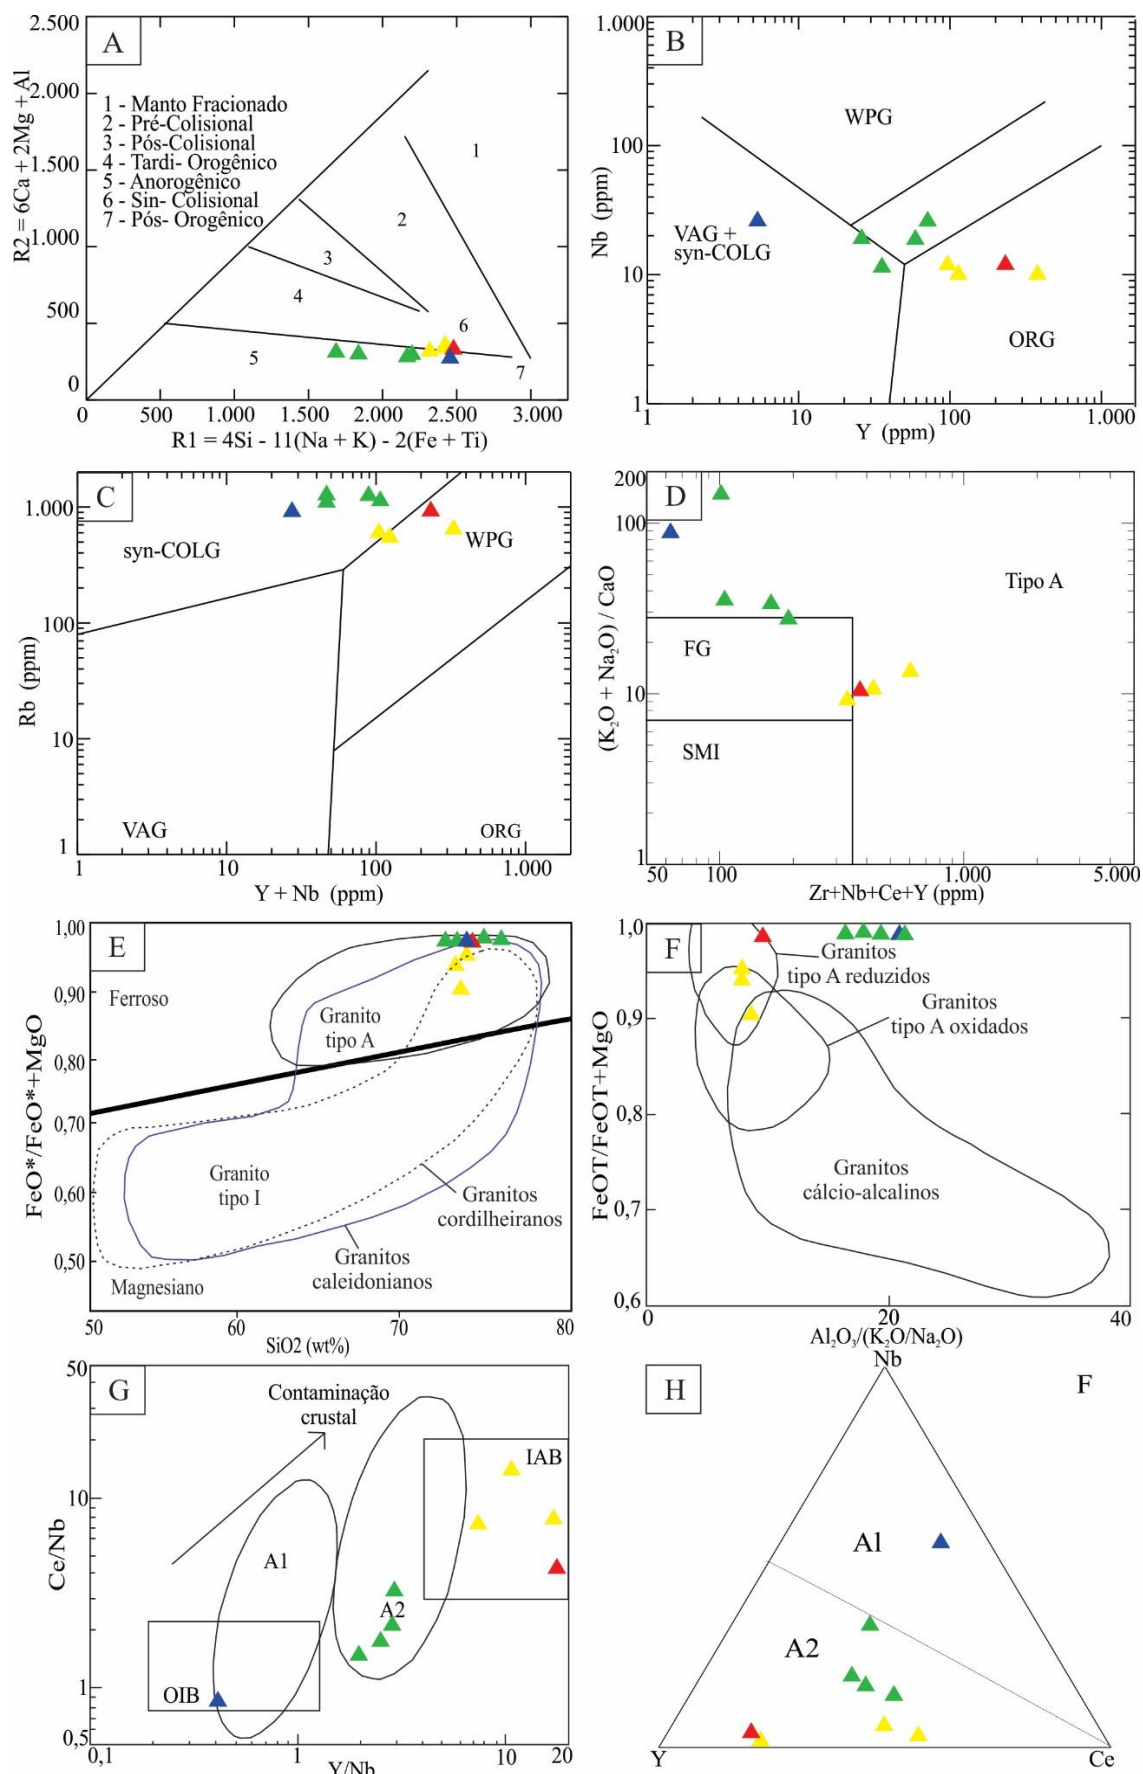 A
2.500
2.000
1.500
1.000
500
0
R2 = 6Ca + 2Mg + Al
1 - Manto Fracionado
2 - Pré-Colisional
3 - Pós-Colisional
4 - Tardi- Orogênico
5 - Anorogênico
6 - Sin- Colisional
7 - Pós- Orogênico
1
2
3
4
5
6
7
0 500 1.000 1.500 2.000 2.500 3.000
R1 = 4Si - 11(Na + K) - 2(Fe + Ti)
B
1.000
100
10
1
Nb (ppm)
WPG
VAG +
syn-COLG
ORG
1 10 100 1.000
Y (ppm)
C
1.000
100
10
1
Rb (ppm)
syn-COLG
WPG
VAG
ORG
1 10 100 1.000
Y + Nb (ppm)
D
200
100
10
1
(K₂O + Na₂O) / CaO
Tipo A
FG
SMI
50 100 1.000 5.000
Zr+Nb+Ce+Y (ppm)
E
1,00
0,90
0,80
0,70
0,60
0,50
FeO*/FeO*+MgO
Ferroso
Granito
tipo A
Granito
tipo I
Granitos
cordilheiranos
Granitos
caleidonianos
Magnesiano
50 60 70 80
SiO2 (wt%)
F
1,0
0,9
0,8
0,7
0,6
FeOT/FeOT+MgO
Granitos
tipo A reduzidos
Granitos
tipo A oxidados
Granitos
cálcio-alcalinos
0 20 40
Al₂O₃/(K₂O/Na₂O)
G
50
10
1
0,5
Ce/Nb
Contaminação
crustal
IAB
A1
A2
OIB
0,1 1 10 20
Y/Nb
H
Nb
F
A1
A2
Y
Ce